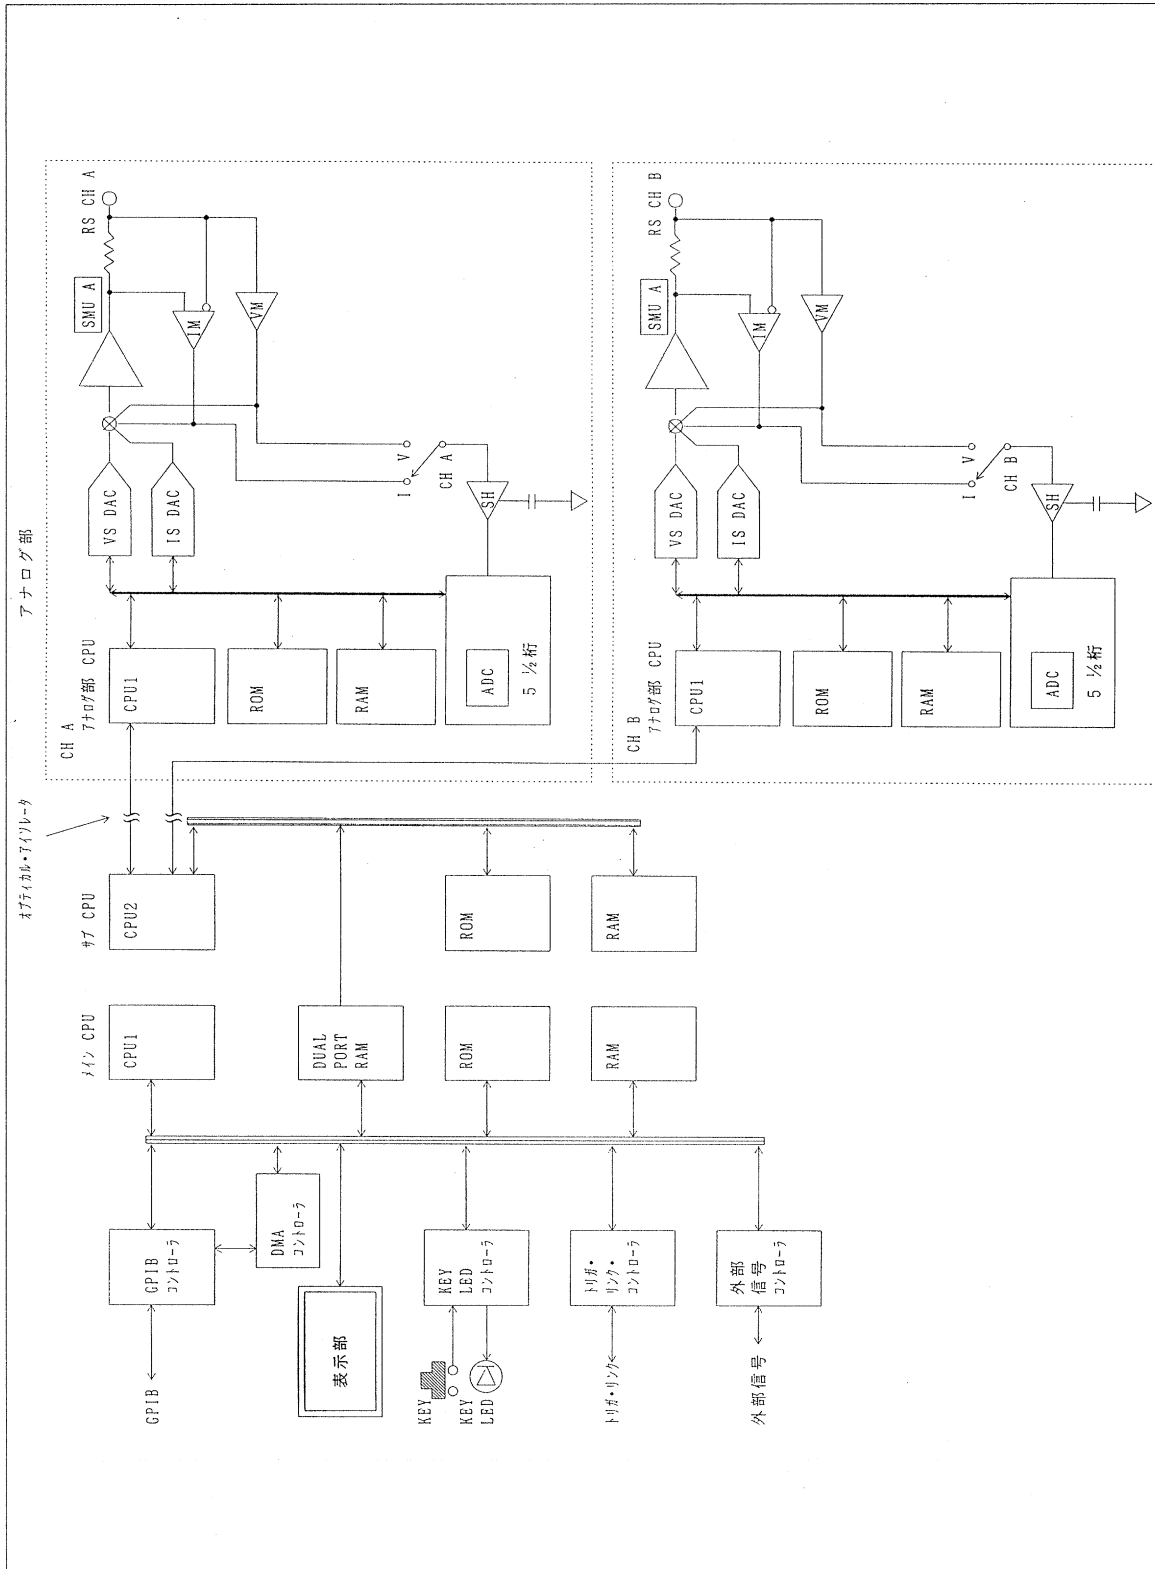 アナログ部
オプティカル・アイソレータ
メイン CPU
サブ CPU
CH A
アナログ部 CPU
GPIB
GPIB
コントローラ
DMA
コントローラ
CPU1
CPU2
CPU1
ROM
RAM
ADC
5 ½桁
VS DAC
IS DAC
SMU A
RS CH A
IM
VM
I
V
CH A
SH
表示部
DUAL
PORT
RAM
KEY
KEY
LED
KEY
LED
コントローラ
ROM
ROM
トリガ・リンク
トリガ・
リンク・
コントローラ
RAM
RAM
外部信号
外部
信号
コントローラ
CH B
アナログ部 CPU
CPU1
ROM
RAM
ADC
5 ½桁
VS DAC
IS DAC
SMU A
RS CH B
IM
VM
I
V
CH B
SH